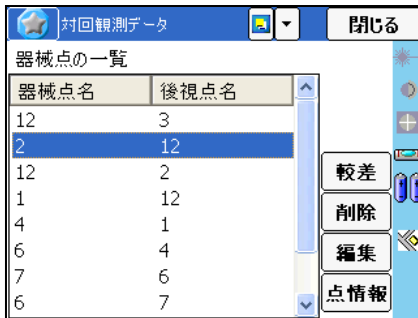 対回観測データ 閉じる
器械点の一覧
器械点名 後視点名
12 3
2 12
12 2
1 12
4 1
6 4
7 6
6 7
較差
削除
編集
点情報